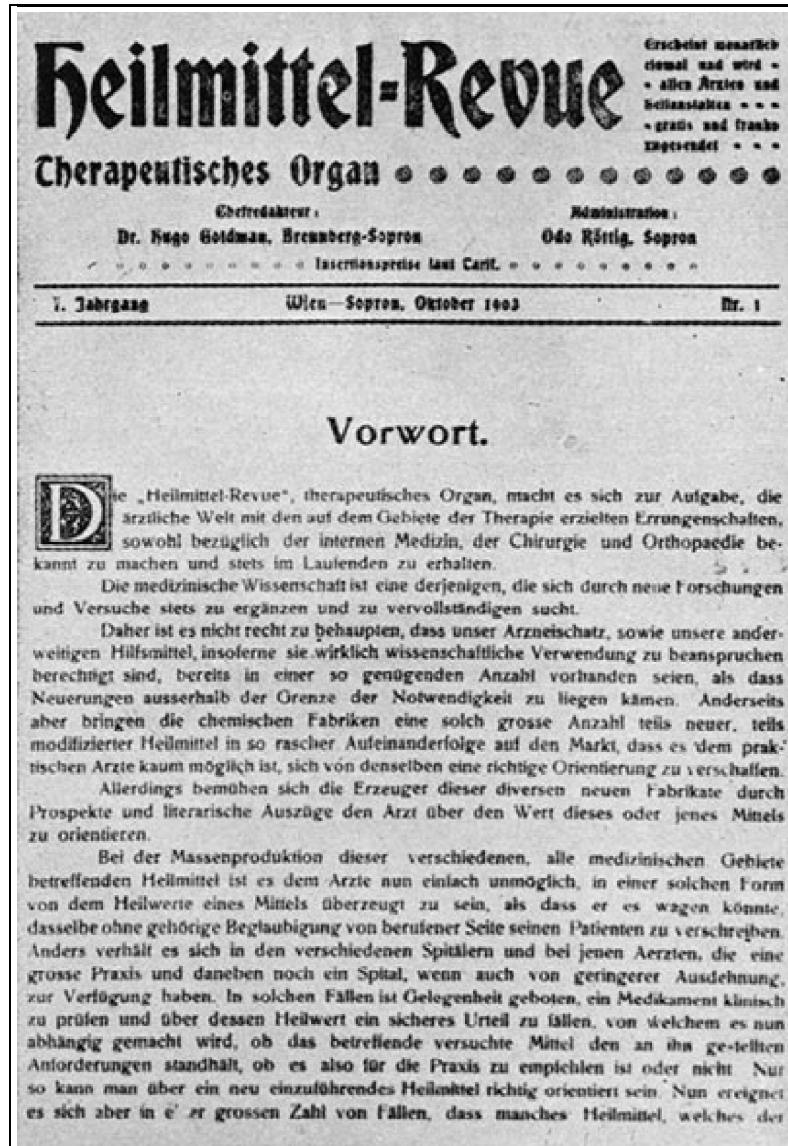 Heilmittel-Revue
Erscheint monatlich
einmal und wird -
- allen Ärzten und
Heilanstalten - - -
- gratis und franko
zugesendet - - -
Therapeutisches Organ
Chefredakteur:
Dr. Hugo Goldman, Brennberg-Sopron
Administration:
Odo Röttig, Sopron
Insertionspreise laut Tarif.
I. Jahrgang Wien—Sopron, Oktober 1903 Nr. 1
Vorwort.
Die „Heilmittel-Revue“, therapeutisches Organ, macht es sich zur Aufgabe, die
ärztliche Welt mit den auf dem Gebiete der Therapie erzielten Errungenschaften,
sowohl bezüglich der internen Medizin, der Chirurgie und Orthopaedie be-
kannt zu machen und stets im Laufenden zu erhalten.
Die medizinische Wissenschaft ist eine derjenigen, die sich durch neue Forschungen
und Versuche stets zu ergänzen und zu vervollständigen sucht.
Daher ist es nicht recht zu behaupten, dass unser Arzneischatz, sowie unsere ander-
weitigen Hilfsmittel, insoferne sie wirklich wissenschaftliche Verwendung zu beanspruchen
berechtigt sind, bereits in einer so genügenden Anzahl vorhanden seien, als dass
Neuerungen ausserhalb der Grenze der Notwendigkeit zu liegen kämen. Anderseits
aber bringen die chemischen Fabriken eine solch grosse Anzahl teils neuer, teils
modifizierter Heilmittel in so rascher Aufeinanderfolge auf den Markt, dass es dem prak-
tischen Arzte kaum möglich ist, sich von denselben eine richtige Orientierung zu verschaffen.
Allerdings bemühen sich die Erzeuger dieser diversen neuen Fabrikate durch
Prospekte und literarische Auszüge den Arzt über den Wert dieses oder jenes Mittels
zu orientieren.
Bei der Massenproduktion dieser verschiedenen, alle medizinischen Gebiete
betreffenden Heilmittel ist es dem Arzte nun einfach unmöglich, in einer solchen Form
von dem Heilwerte eines Mittels überzeugt zu sein, als dass er es wagen könnte,
dasselbe ohne gehörige Beglaubigung von berufener Seite seinen Patienten zu verschreiben.
Anders verhält es sich in den verschiedenen Spitälern und bei jenen Aerzten, die eine
grosse Praxis und daneben noch ein Spital, wenn auch von geringerer Ausdehnung,
zur Verfügung haben. In solchen Fällen ist Gelegenheit geboten, ein Medikament klinisch
zu prüfen und über dessen Heilwert ein sicheres Urteil zu fällen, von welchem es nun
abhängig gemacht wird, ob das betreffende versuchte Mittel den an ihn gestellten
Anforderungen standhält, ob es also für die Praxis zu empfehlen ist oder nicht Nur
so kann man über ein neu einzuführendes Heilmittel richtig orientiert sein. Nun ereignet
es sich aber in grossen Zahl von Fällen, dass manches Heilmittel, welches der